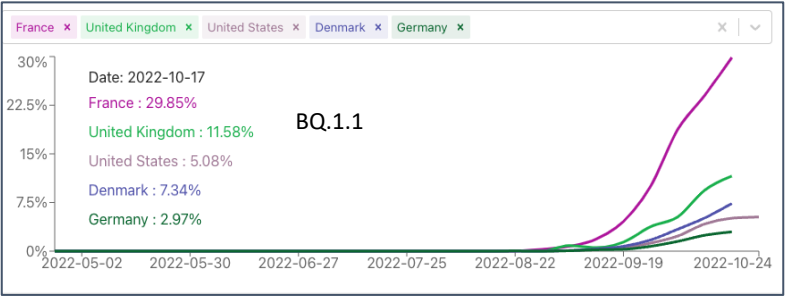 France × United Kingdom × United States × Denmark × Germany ×
30%
Date: 2022-10-17
France : 29.85%
22.5%
BQ.1.1
United Kingdom : 11.58%
15%
United States : 5.08%
Denmark : 7.34%
7.5%
Germany : 2.97%
0%
2022-05-02 2022-05-30 2022-06-27 2022-07-25 2022-08-22 2022-09-19 2022-10-24